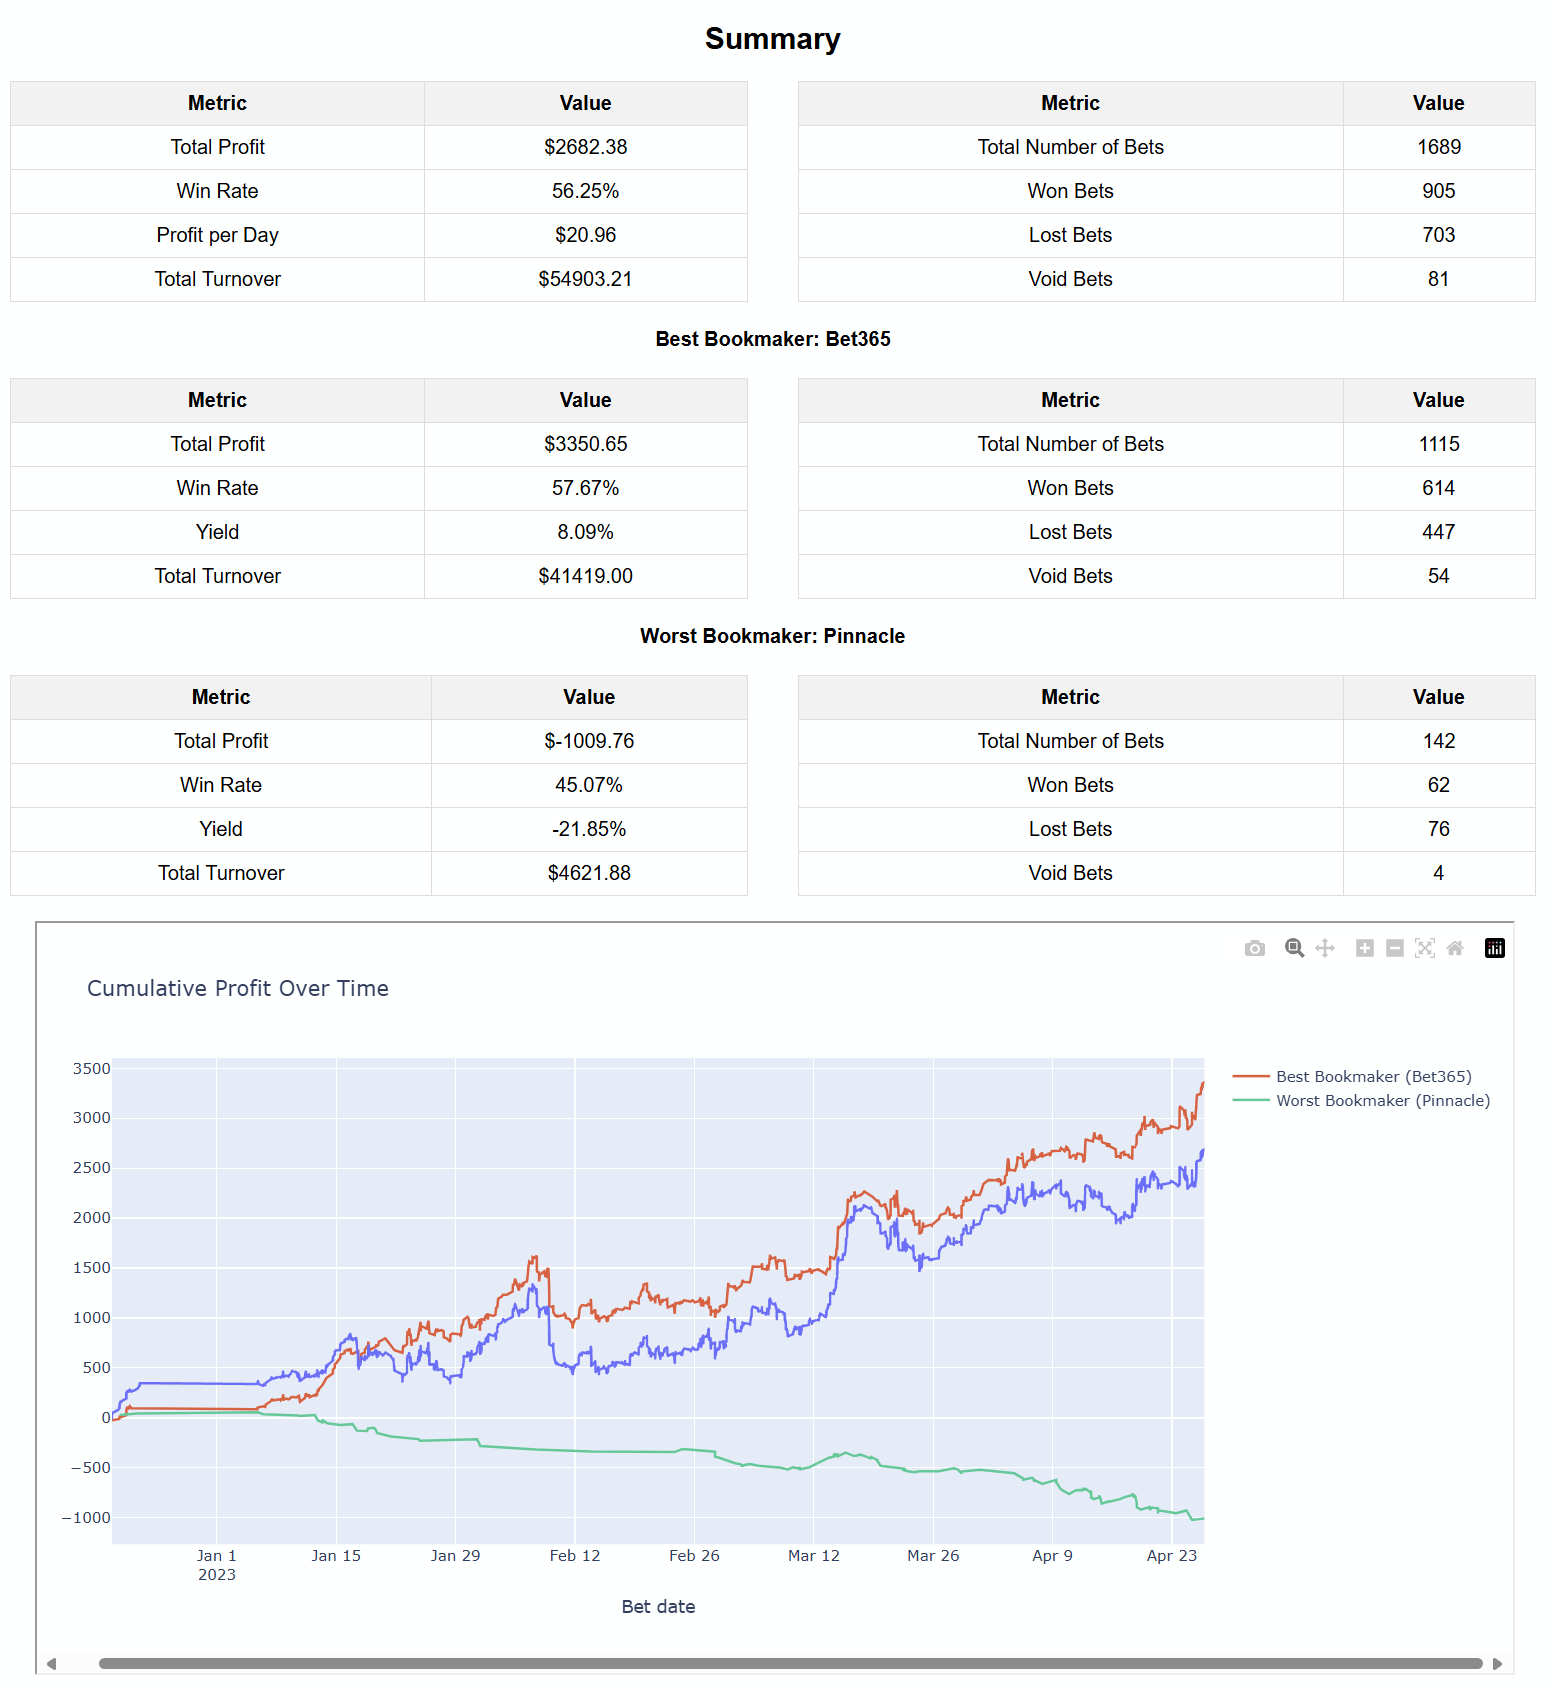 Summary
Metric Value Metric Value
Total Profit $2682.38 Total Number of Bets 1689
Win Rate 56.25% Won Bets 905
Profit per Day $20.96 Lost Bets 703
Total Turnover $54903.21 Void Bets 81
Best Bookmaker: Bet365
Metric Value Metric Value
Total Profit $3350.65 Total Number of Bets 1115
Win Rate 57.67% Won Bets 614
Yield 8.09% Lost Bets 447
Total Turnover $41419.00 Void Bets 54
Worst Bookmaker: Pinnacle
Metric Value Metric Value
Total Profit $-1009.76 Total Number of Bets 142
Win Rate 45.07% Won Bets 62
Yield -21.85% Lost Bets 76
Total Turnover $4621.88 Void Bets 4
Cumulative Profit Over Time
3500
3000
2500
2000
1500
1000
500
0
−500
−1000
Best Bookmaker (Bet365)
Worst Bookmaker (Pinnacle)
Jan 1 Jan 15 Jan 29 Feb 12 Feb 26 Mar 12 Mar 26 Apr 9 Apr 23
2023
Bet date